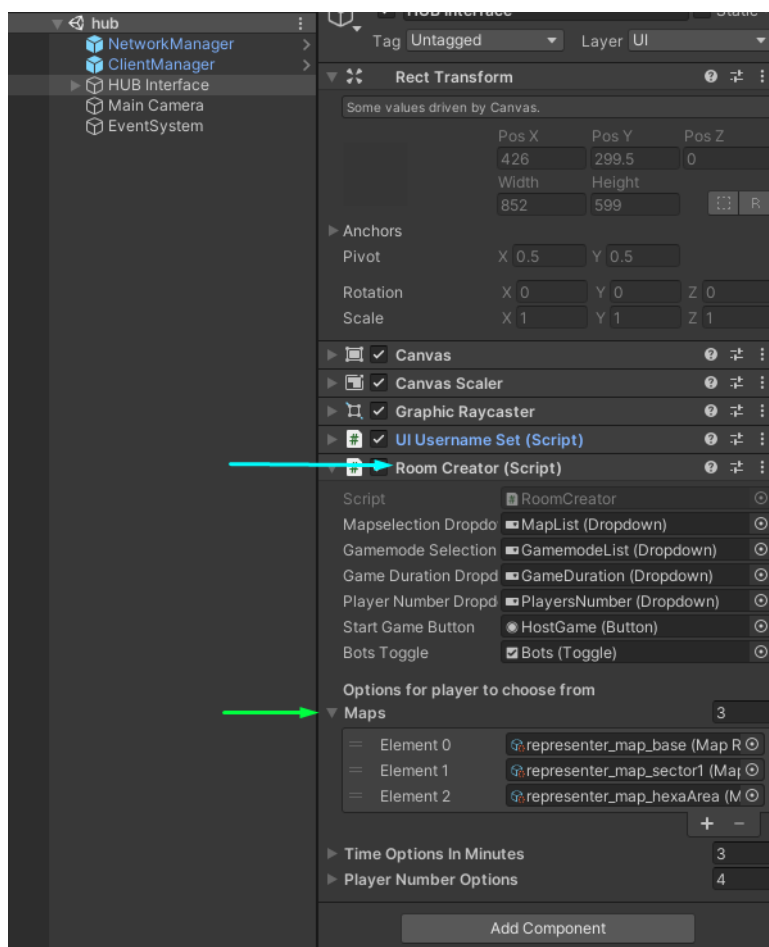 hub
NetworkManager
ClientManager
HUB Interface
Main Camera
EventSystem
HUB Interface
Static
Tag Untagged Layer UI
Rect Transform
Some values driven by Canvas.
Pos X Pos Y Pos Z
426 299.5 0
Width Height
852 599
R
Anchors
Pivot X 0.5 Y 0.5
Rotation X 0 Y 0 Z 0
Scale X 1 Y 1 Z 1
Canvas
Canvas Scaler
Graphic Raycaster
# UI Username Set (Script)
# Room Creator (Script)
Script # RoomCreator
Mapselection Dropdo MapList (Dropdown)
Gamemode Selection GamemodeList (Dropdown)
Game Duration Dropd GameDuration (Dropdown)
Player Number Dropd PlayersNumber (Dropdown)
Start Game Button HostGame (Button)
Bots Toggle Bots (Toggle)
Options for player to choose from
Maps 3
Element 0 representer_map_base (Map R
Element 1 representer_map_sector1 (Map
Element 2 representer_map_hexaArea (M
+ −
Time Options In Minutes 3
Player Number Options 4
Add Component